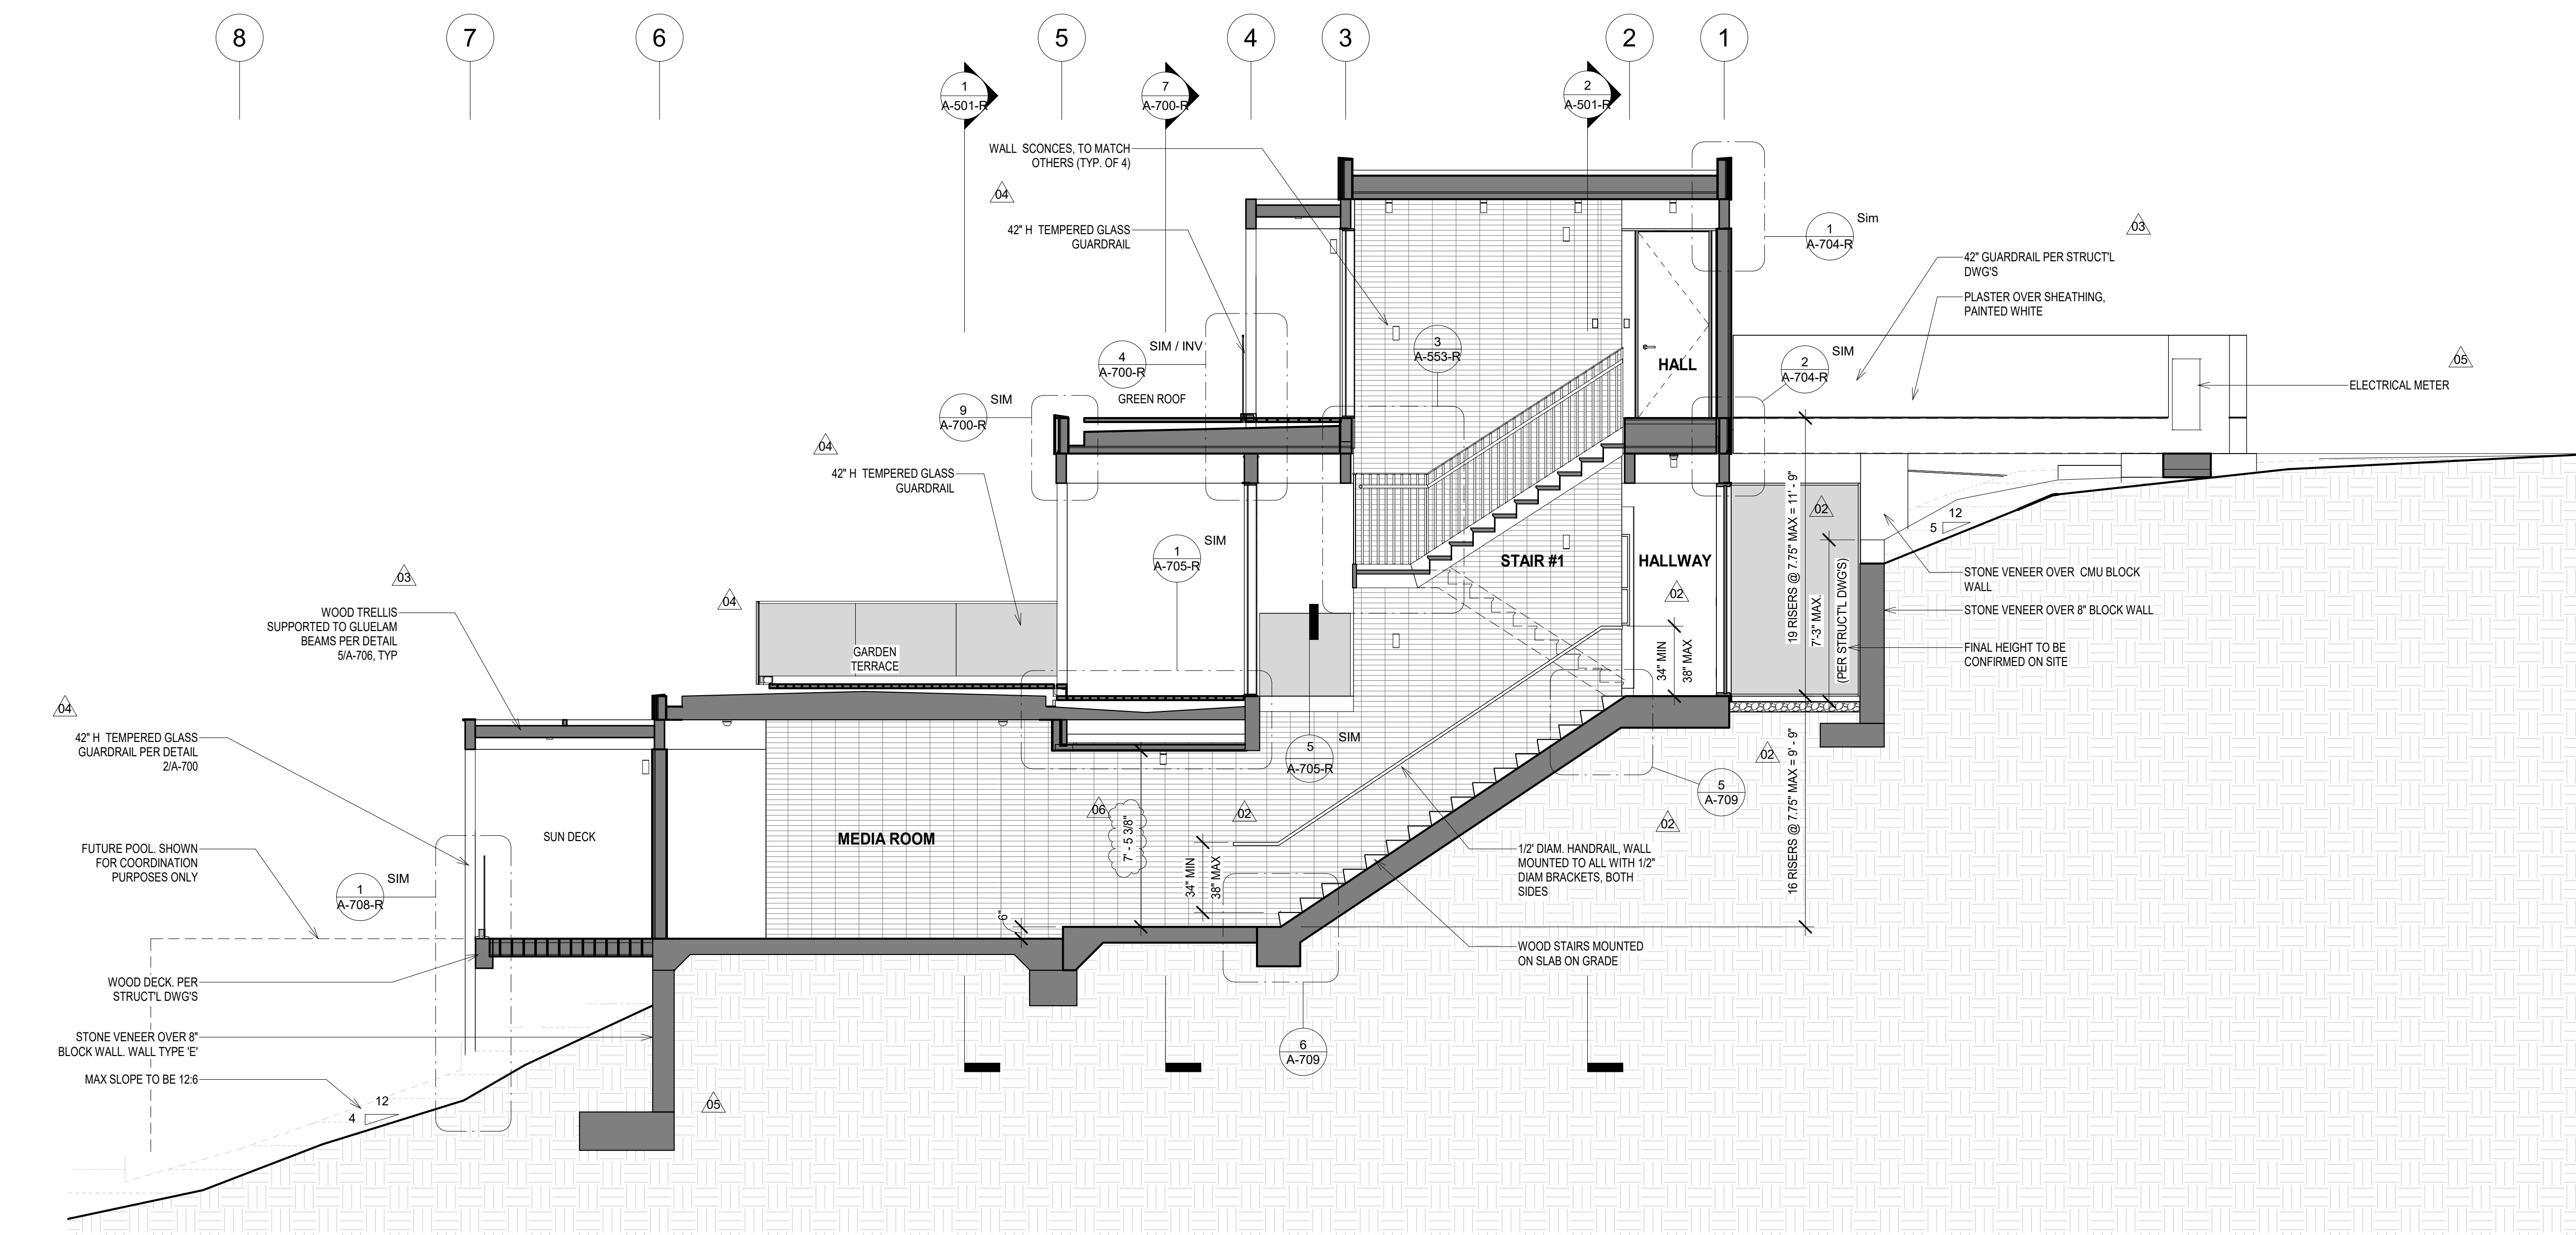 8
7
6
5
4
3
2
1
1
A-501-R
7
A-700-R
2
A-501-R
WALL SCONCES, TO MATCH
OTHERS (TYP. OF 4)
04
42" H TEMPERED GLASS
GUARDRAIL
1
A-704-R
Sim
03
42" GUARDRAIL PER STRUCT'L
DWG'S
PLASTER OVER SHEATHING,
PAINTED WHITE
4
A-700-R
SIM / INV
3
A-553-R
HALL
2
A-704-R
SIM
05
ELECTRICAL METER
9
A-700-R
SIM
GREEN ROOF
04
42" H TEMPERED GLASS
GUARDRAIL
1
A-705-R
SIM
STAIR #1
HALLWAY
02
19 RISERS @ 7.75" MAX = 11' - 9"
7'-3" MAX.
(PER STRUCT'L DWG'S)
02
12
5
STONE VENEER OVER CMU BLOCK
WALL
STONE VENEER OVER 8" BLOCK WALL
FINAL HEIGHT TO BE
CONFIRMED ON SITE
03
WOOD TRELLIS
SUPPORTED TO GLUELAM
BEAMS PER DETAIL
5/A-706, TYP
04
GARDEN
TERRACE
34" MIN
38" MAX
04
42" H TEMPERED GLASS
GUARDRAIL PER DETAIL
2/A-700
5
A-705-R
SIM
02
16 RISERS @ 7.75" MAX = 9' - 9"
5
A-709
SUN DECK
MEDIA ROOM
06
7' - 5 3/8"
02
02
34" MIN
38" MAX
1/2' DIAM. HANDRAIL, WALL
MOUNTED TO ALL WITH 1/2"
DIAM BRACKETS, BOTH
SIDES
FUTURE POOL. SHOWN
FOR COORDINATION
PURPOSES ONLY
1
A-708-R
SIM
6"
WOOD STAIRS MOUNTED
ON SLAB ON GRADE
WOOD DECK. PER
STRUCT'L DWG'S
STONE VENEER OVER 8"
BLOCK WALL. WALL TYPE 'E'
6
A-709
MAX SLOPE TO BE 12:6
12
4
05